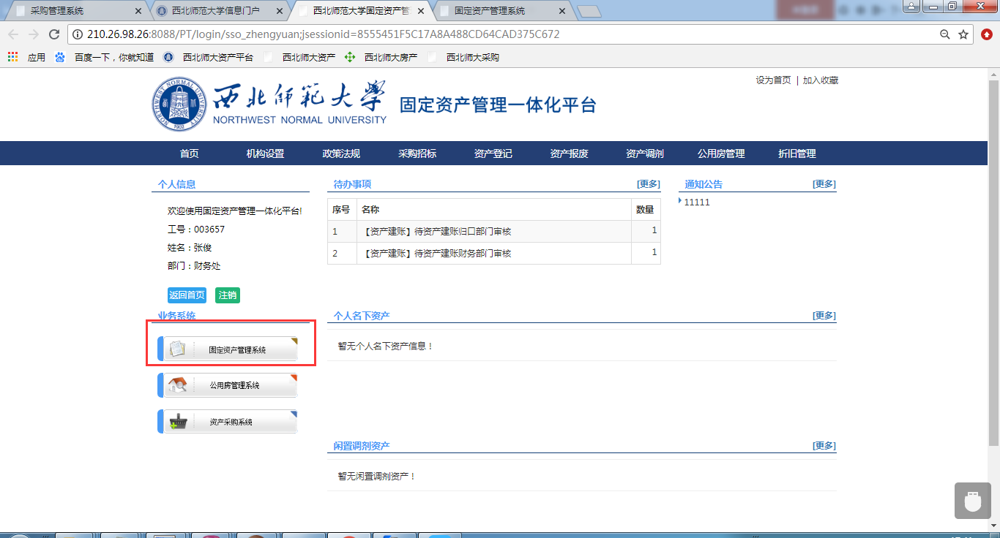 采购管理系统
西北师范大学信息门户
西北师范大学固定资产管
固定资产管理系统
210.26.98.26:8088/PT/login/sso_zhengyuan;jsessionid=8555451F5C17A8A488CD64CAD375C672
应用 百度一下，你就知道 西北师大资产平台 西北师大资产 西北师大房产 西北师大采购
设为首页 | 加入收藏
西北师范大学
NORTHWEST NORMAL UNIVERSITY
固定资产管理一体化平台
NORTHWEST NORMAL UNIVERSITY
1902
首页 机构设置 政策法规 采购招标 资产登记 资产报废 资产调剂 公用房管理 折旧管理
个人信息
欢迎使用固定资产管理一体化平台!
工号：003657
姓名：张俊
部门：财务处
返回首页 注销
待办事项 [更多]
序号 名称 数量
1 【资产建账】待资产建账归口部门审核 1
2 【资产建账】待资产建账财务部门审核 1
通知公告 [更多]
11111
业务系统
固定资产管理系统
公用房管理系统
资产采购系统
个人名下资产 [更多]
暂无个人名下资产信息！
闲置调剂资产 [更多]
暂无闲置调剂资产！